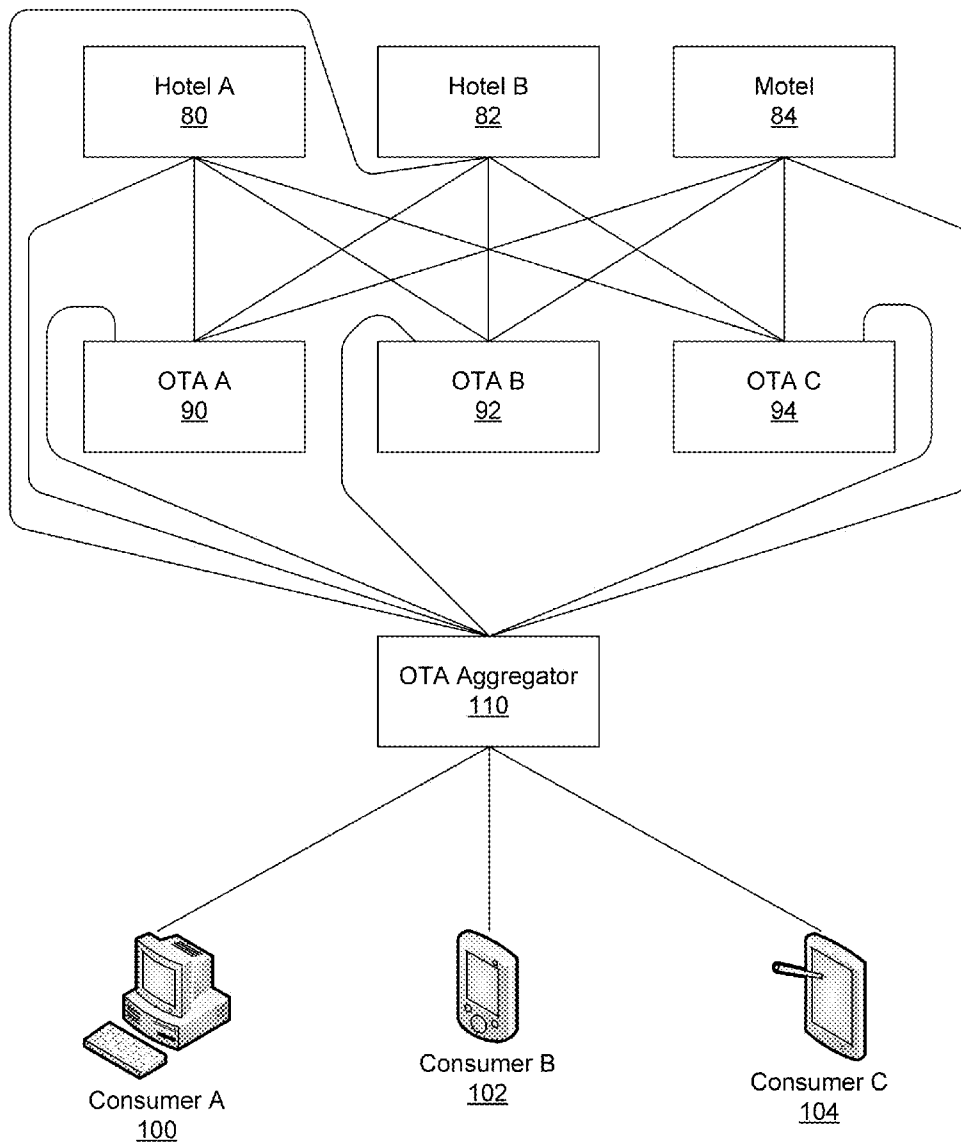 Hotel A
80
Hotel B
82
Motel
84
OTA A
90
OTA B
92
OTA C
94
OTA Aggregator
110
Consumer A
100
Consumer B
102
Consumer C
104